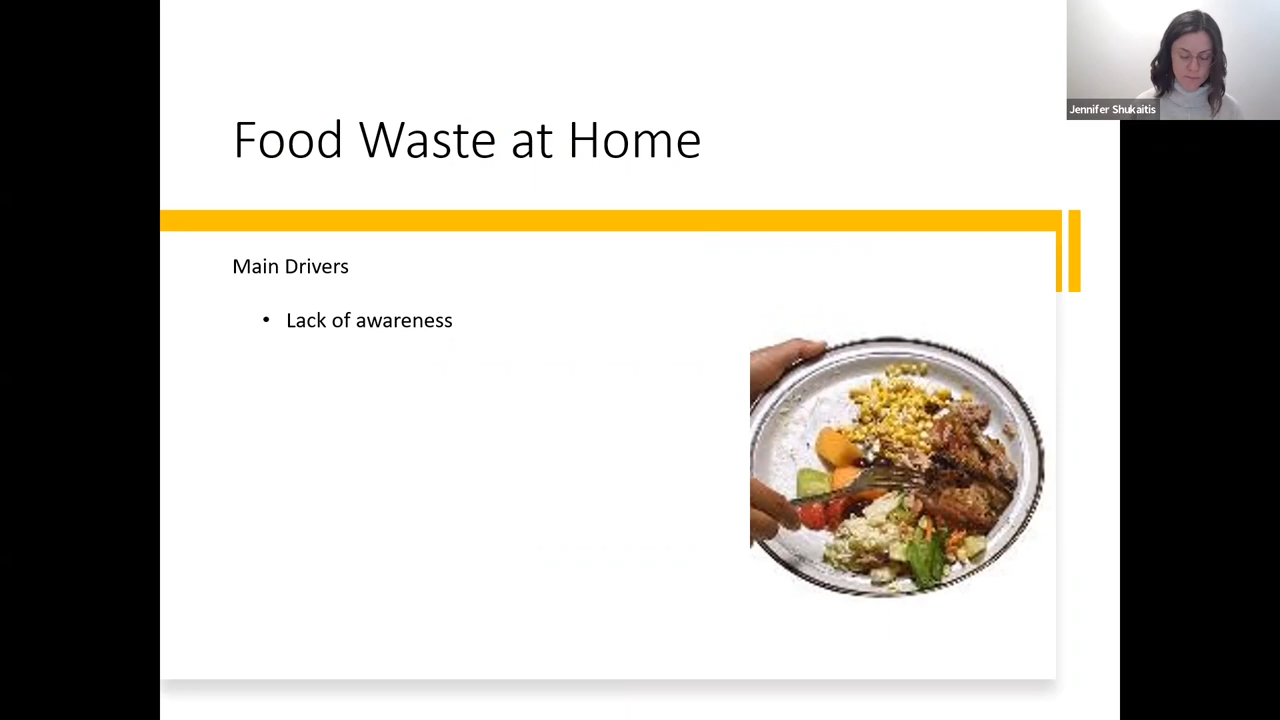 Jennifer Shukaitis
Food Waste at Home
Main Drivers
• Lack of awareness